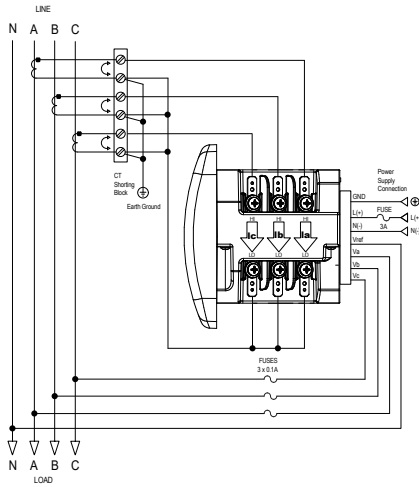 LINE
N A B C
CT
Shorting
Block
Earth Ground
Power
Supply
Connection
GND
L(+)
FUSE
L(+)
3A
N(-)
N(-)
Vref
Va
Vb
Vc
HI HI HI
Ic Ib Ia
LO LO LO
FUSES
3 x 0.1A
N A B C
LOAD